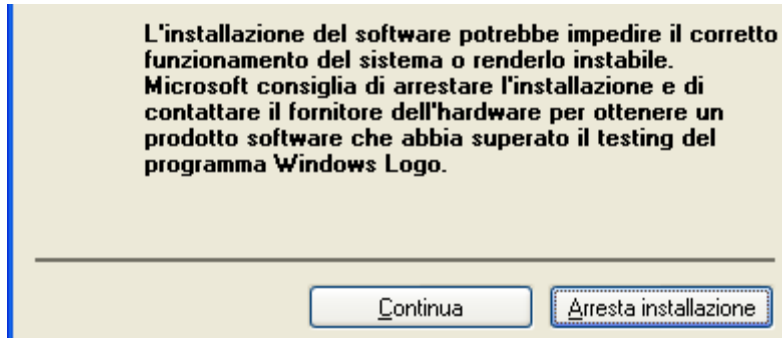 L'installazione del software potrebbe impedire il corretto
funzionamento del sistema o renderlo instabile.
Microsoft consiglia di arrestare l'installazione e di
contattare il fornitore dell'hardware per ottenere un
prodotto software che abbia superato il testing del
programma Windows Logo.
Continua Arresta installazione